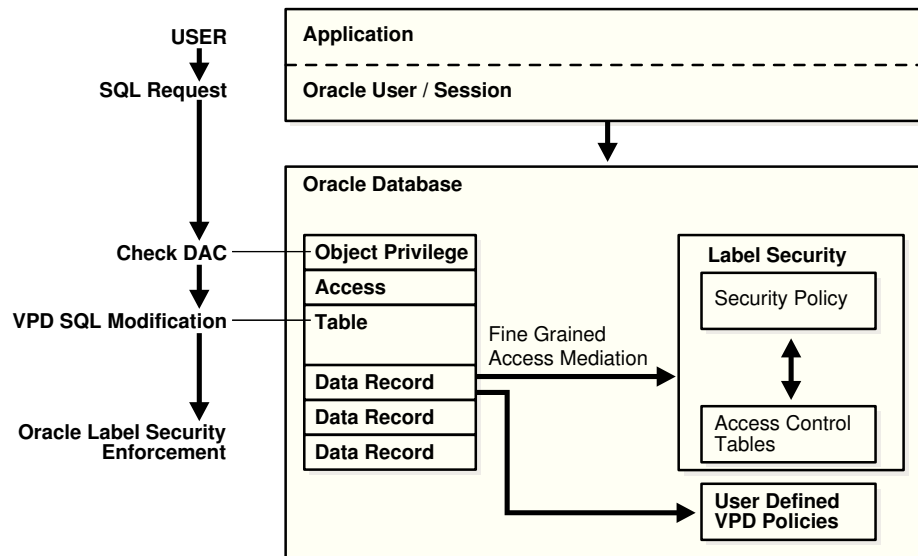 USER
SQL Request
Check DAC
VPD SQL Modification
Oracle Label Security
Enforcement
Application
Oracle User / Session
Oracle Database
Object Privilege
Access
Table
Data Record
Data Record
Data Record
Fine Grained
Access Mediation
Label Security
Security Policy
Access Control
Tables
User Defined
VPD Policies